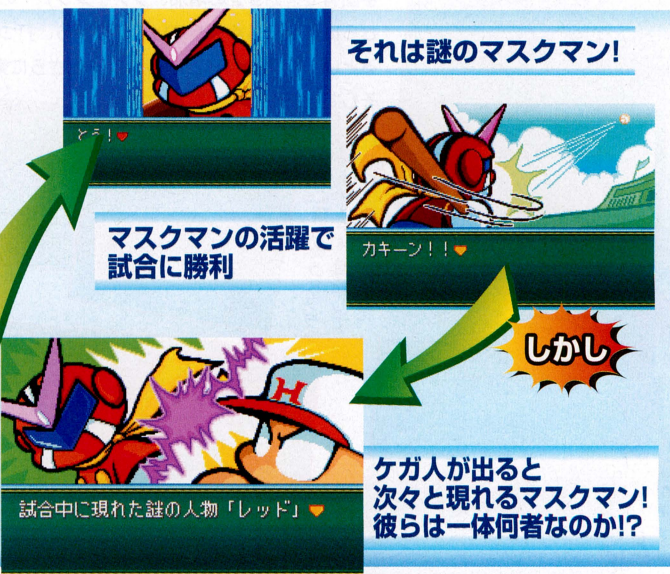 とう!♥
それは謎のマスクマン!
カキーン!!♥
マスクマンの活躍で
試合に勝利
しかし
H
試合中に現れた謎の人物「レッド」♥
ケガ人が出ると
次々と現れるマスクマン!
彼らは一体何者なのか!?